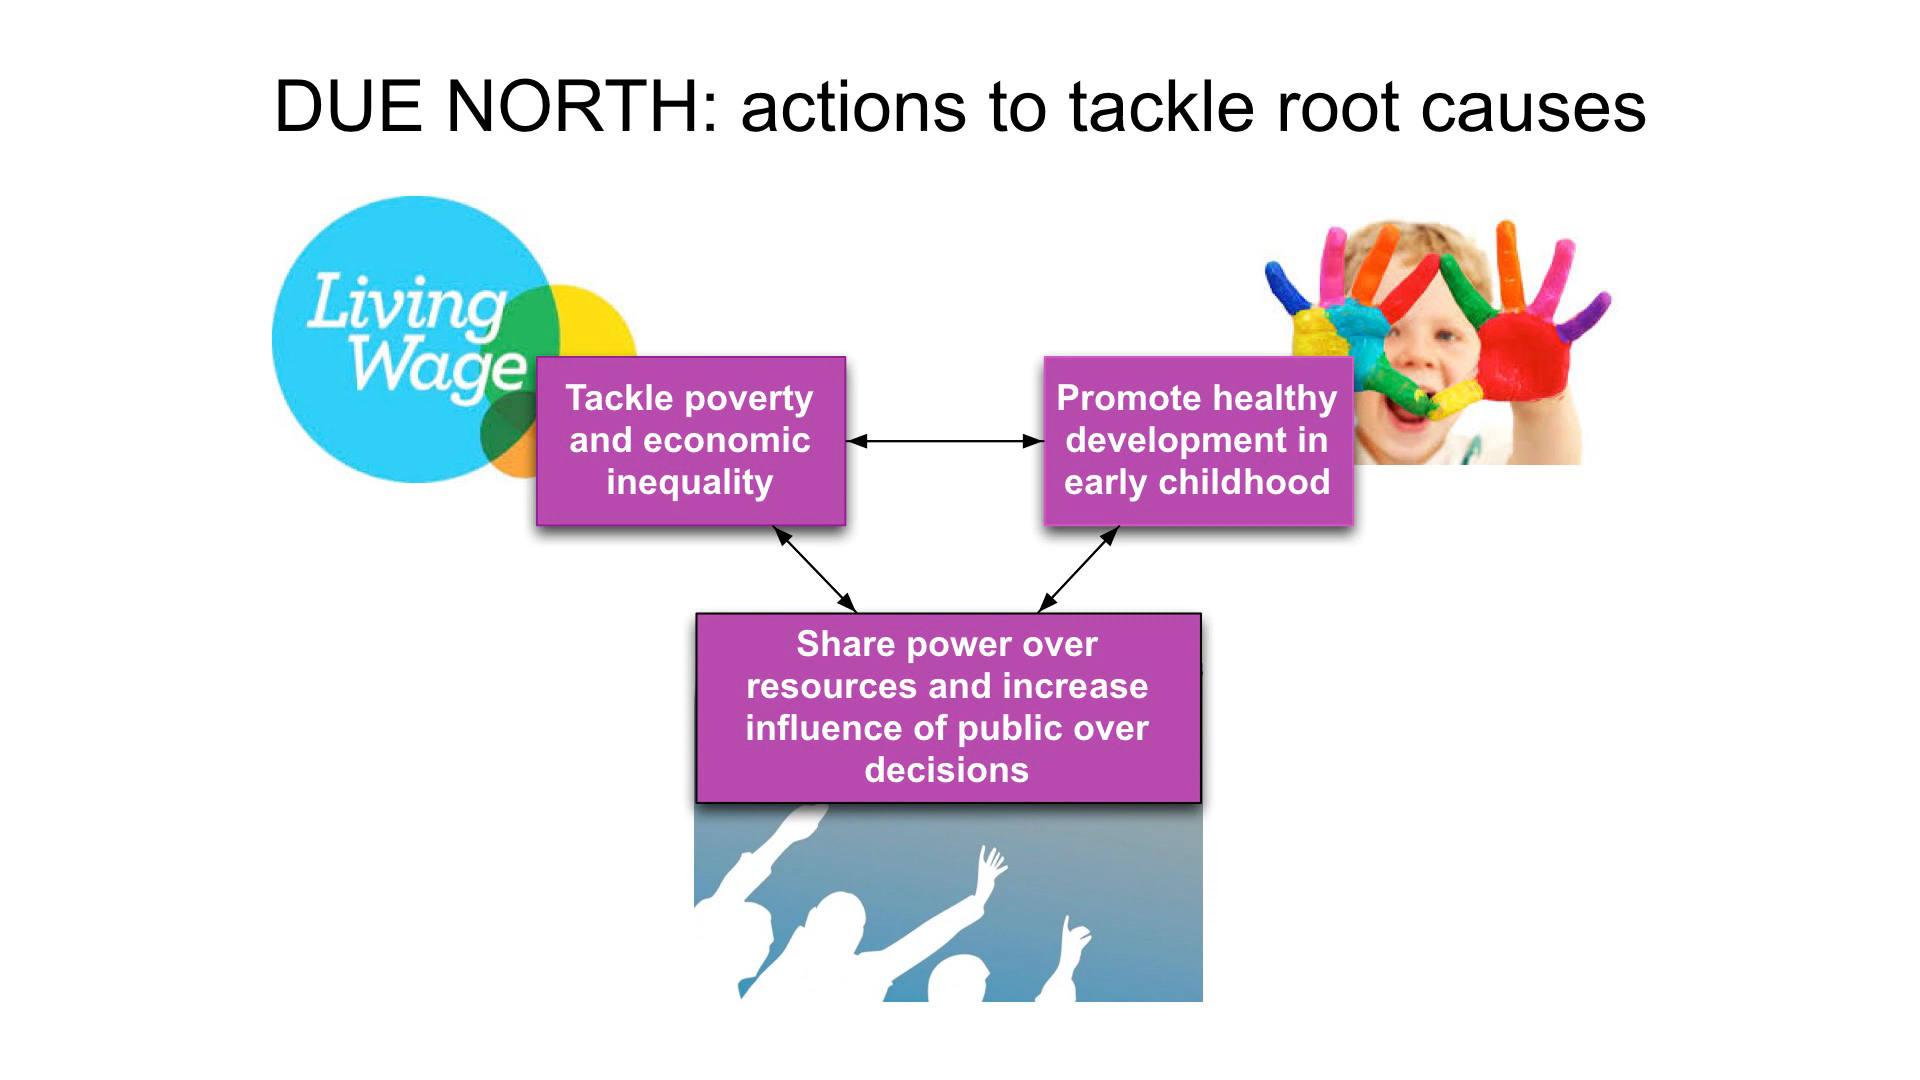 DUE NORTH: actions to tackle root causes
Living
Wage
Tackle poverty
and economic
inequality
Promote healthy
development in
early childhood
Share power over
resources and increase
influence of public over
decisions